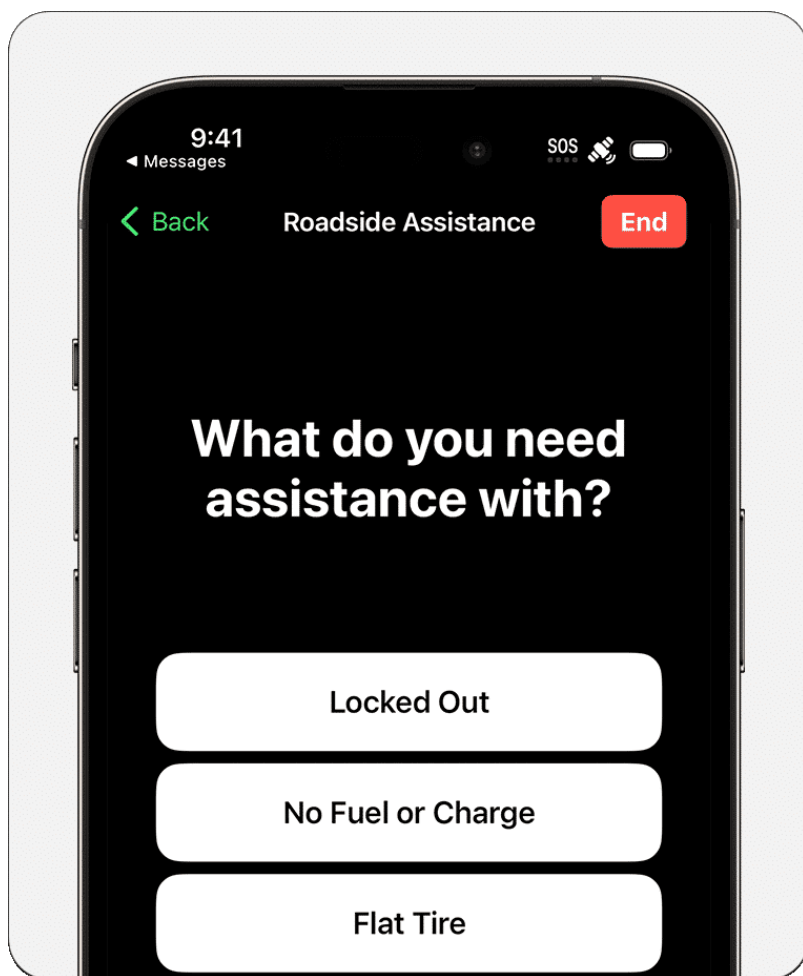 9:41
SOS
◀ Messages
Back
Roadside Assistance
End
What do you need
assistance with?
Locked Out
No Fuel or Charge
Flat Tire